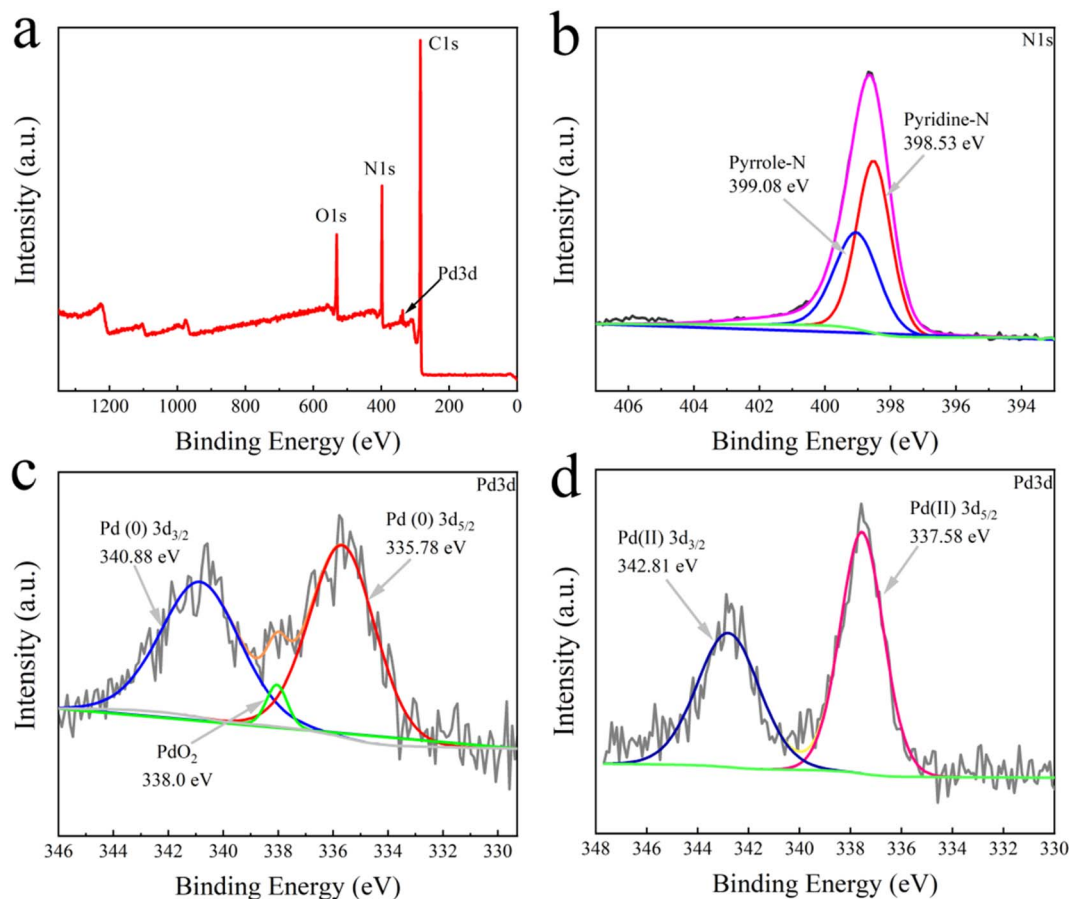 a
C1s
N1s
O1s
Pd3d
Intensity (a.u.)
1200 1000 800 600 400 200 0
Binding Energy (eV)
b
N1s
Pyridine-N
398.53 eV
Pyrrole-N
399.08 eV
Intensity (a.u.)
406 404 402 400 398 396 394
Binding Energy (eV)
c
Pd3d
Pd (0) 3d3/2
340.88 eV
Pd (0) 3d5/2
335.78 eV
PdO2
338.0 eV
Intensity (a.u.)
346 344 342 340 338 336 334 332 330
Binding Energy (eV)
d
Pd3d
Pd(II) 3d3/2
342.81 eV
Pd(II) 3d5/2
337.58 eV
Intensity (a.u.)
348 346 344 342 340 338 336 334 332 330
Binding Energy (eV)